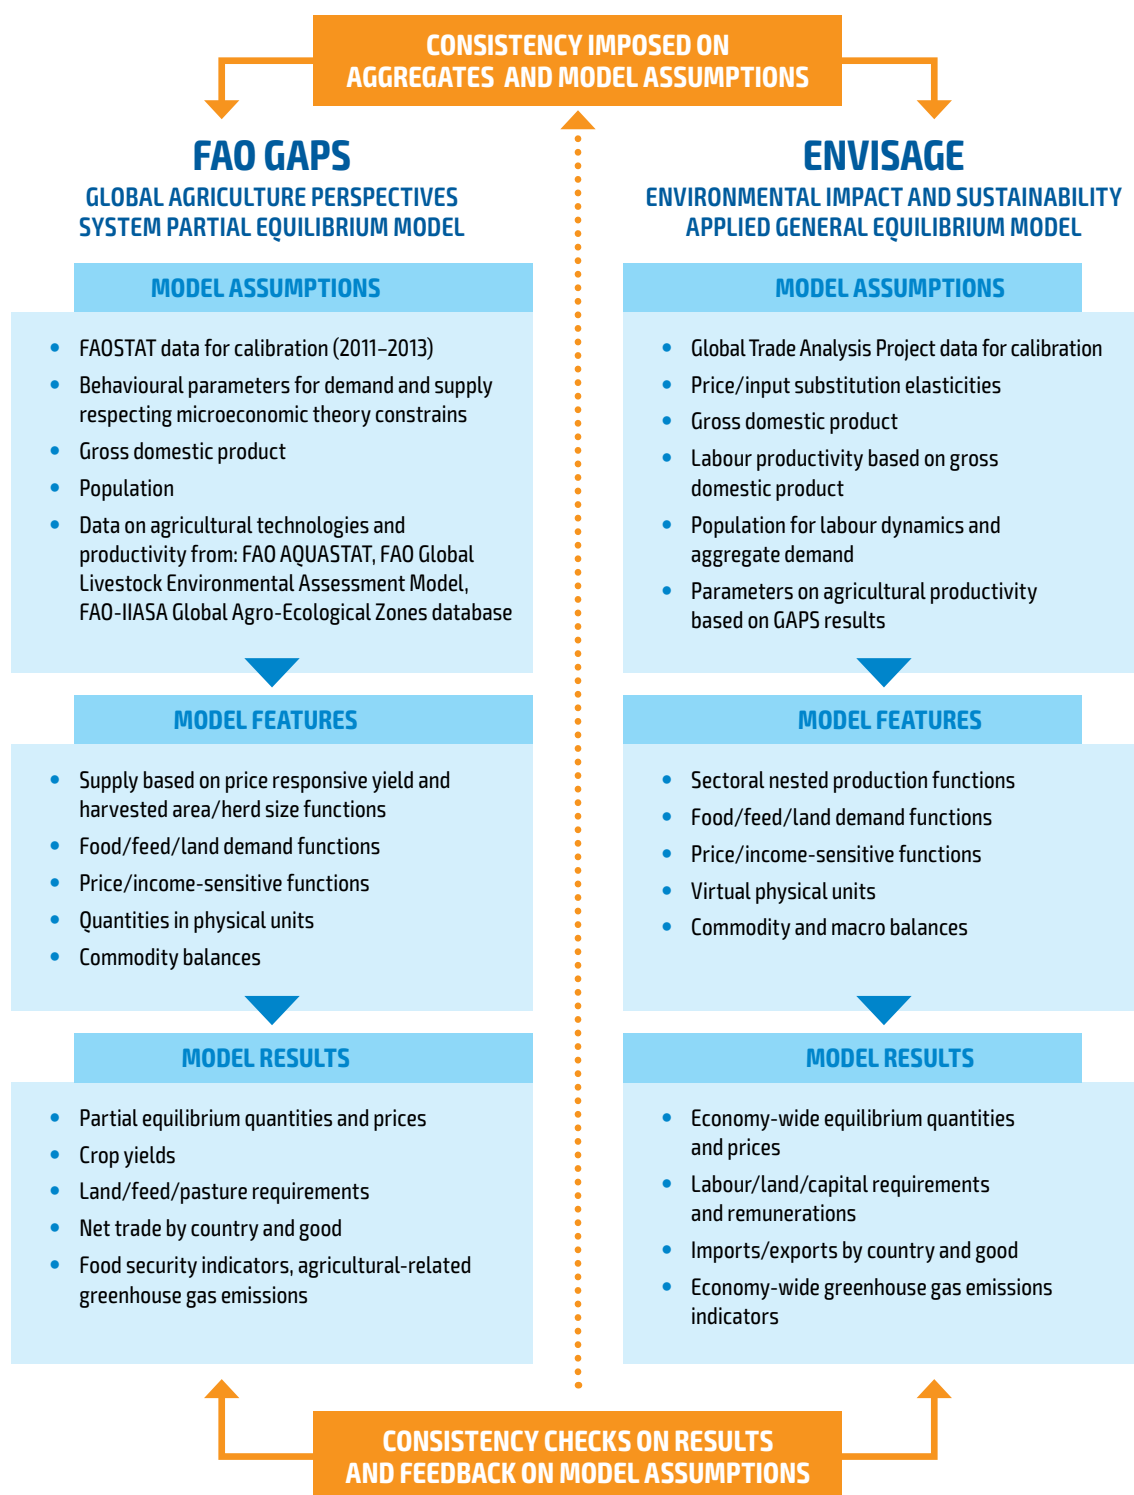 CONSISTENCY IMPOSED ON
AGGREGATES AND MODEL ASSUMPTIONS
FAO GAPS
GLOBAL AGRICULTURE PERSPECTIVES
SYSTEM PARTIAL EQUILIBRIUM MODEL
MODEL ASSUMPTIONS
• FAOSTAT data for calibration (2011–2013)
• Behavioural parameters for demand and supply
respecting microeconomic theory constrains
• Gross domestic product
• Population
• Data on agricultural technologies and
productivity from: FAO AQUASTAT, FAO Global
Livestock Environmental Assessment Model,
FAO-IIASA Global Agro-Ecological Zones database
MODEL FEATURES
• Supply based on price responsive yield and
harvested area/herd size functions
• Food/feed/land demand functions
• Price/income-sensitive functions
• Quantities in physical units
• Commodity balances
MODEL RESULTS
• Partial equilibrium quantities and prices
• Crop yields
• Land/feed/pasture requirements
• Net trade by country and good
• Food security indicators, agricultural-related
greenhouse gas emissions
ENVISAGE
ENVIRONMENTAL IMPACT AND SUSTAINABILITY
APPLIED GENERAL EQUILIBRIUM MODEL
MODEL ASSUMPTIONS
• Global Trade Analysis Project data for calibration
• Price/input substitution elasticities
• Gross domestic product
• Labour productivity based on gross
domestic product
• Population for labour dynamics and
aggregate demand
• Parameters on agricultural productivity
based on GAPS results
MODEL FEATURES
• Sectoral nested production functions
• Food/feed/land demand functions
• Price/income-sensitive functions
• Virtual physical units
• Commodity and macro balances
MODEL RESULTS
• Economy-wide equilibrium quantities
and prices
• Labour/land/capital requirements
and remunerations
• Imports/exports by country and good
• Economy-wide greenhouse gas emissions
indicators
CONSISTENCY CHECKS ON RESULTS
AND FEEDBACK ON MODEL ASSUMPTIONS